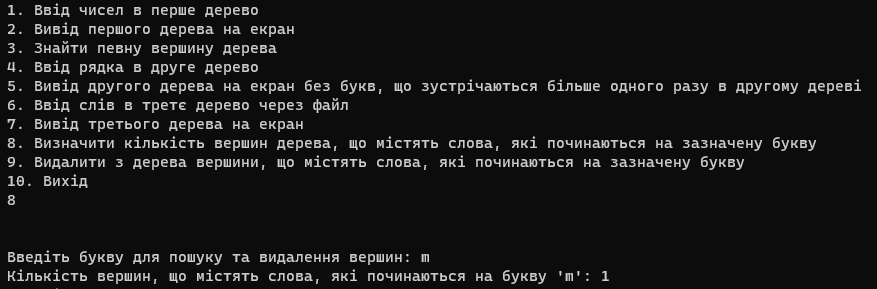 1. Ввід чисел в перше дерево
2. Вивід першого дерева на екран
3. Знайти певну вершину дерева
4. Ввід рядка в друге дерево
5. Вивід другого дерева на екран без букв, що зустрічаються більше одного разу в другому дереві
6. Ввід слів в третє дерево через файл
7. Вивід третього дерева на екран
8. Визначити кількість вершин дерева, що містять слова, які починаються на зазначену букву
9. Видалити з дерева вершини, що містять слова, які починаються на зазначену букву
10. Вихід
8
Введіть букву для пошуку та видалення вершин: m
Кількість вершин, що містять слова, які починаються на букву 'm': 1